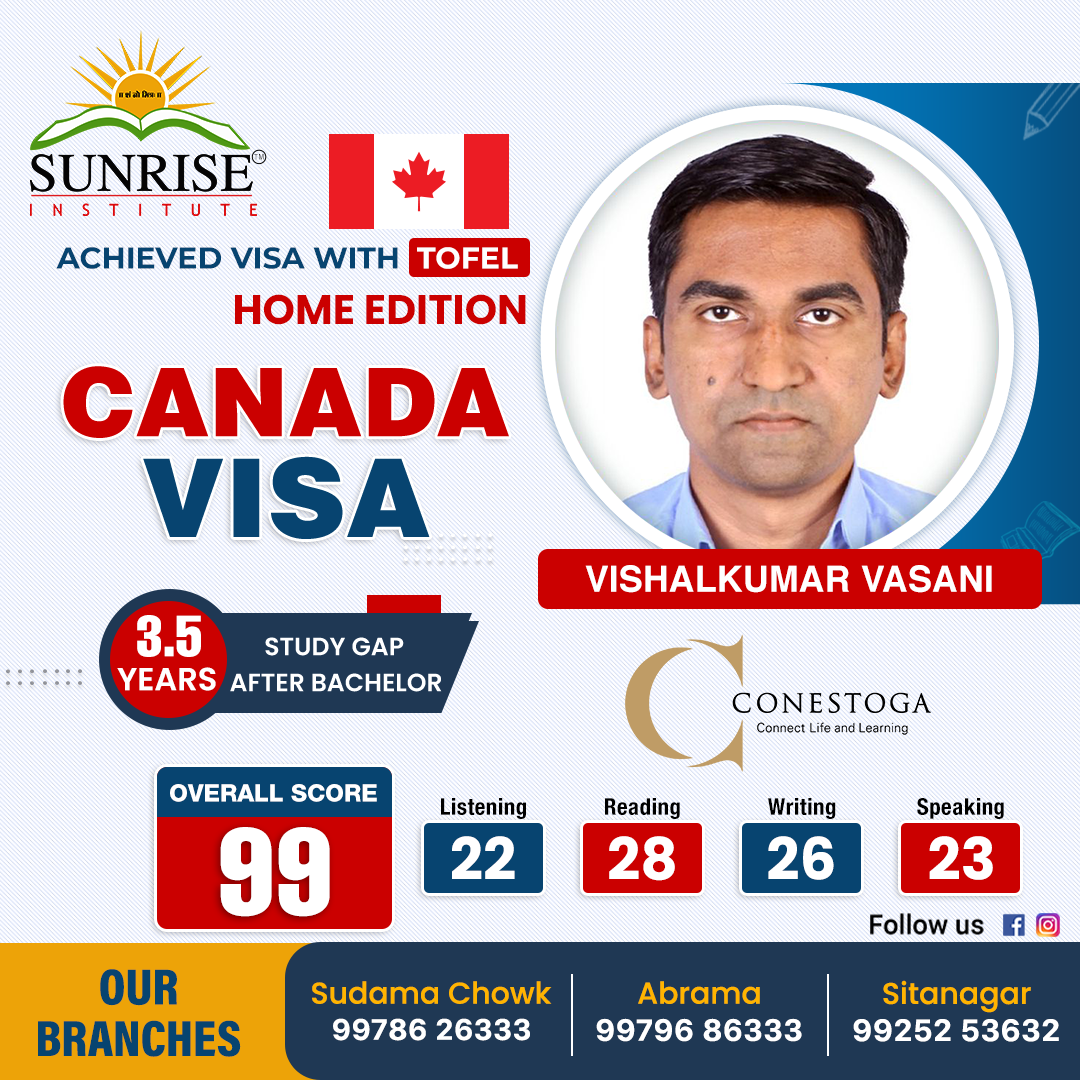 SUNRISE TM
INSTITUTE
ACHIEVED VISA WITH TOFEL
HOME EDITION
CANADA
VISA
VISHALKUMAR VASANI
3.5
YEARS
STUDY GAP
AFTER BACHELOR
CONESTOGA
Connect Life and Learning
OVERALL SCORE
99
Listening
22
Reading
28
Writing
26
Speaking
23
Follow us
OUR
BRANCHES
Sudama Chowk
99786 26333
Abrama
99796 86333
Sitanagar
99252 53632